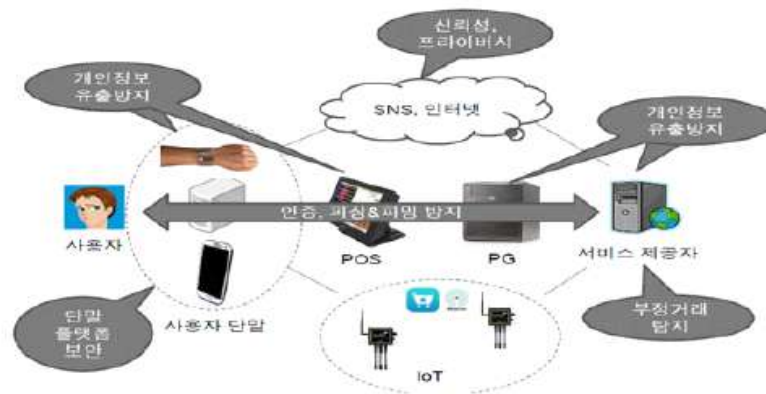 신뢰성,
프라이버시
개인정보
유출방지
SNS, 인터넷
개인정보
유출방지
인증, 피싱&파밍 방지
사용자
POS
PG
서비스 제공자
단말
플랫폼
보안
사용자 단말
부정거래
탐지
IoT